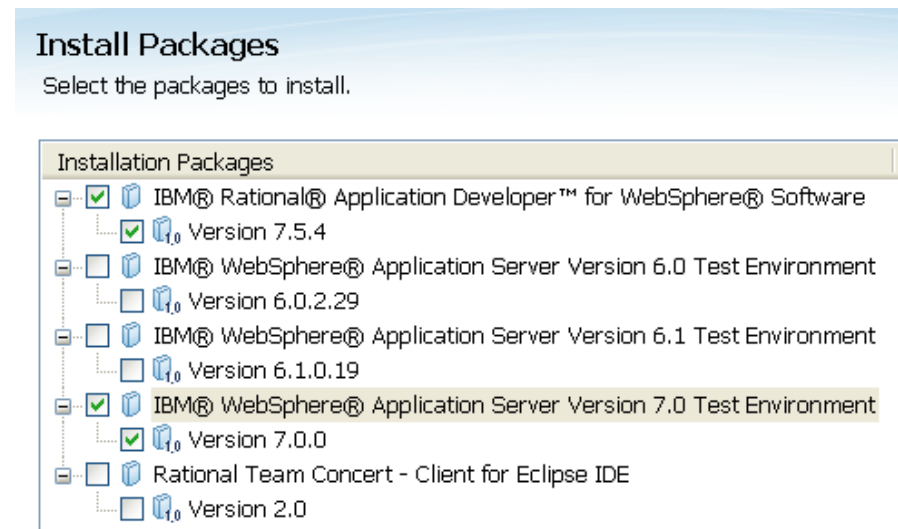 Install Packages
Select the packages to install.
Installation Packages
IBM® Rational® Application Developer™ for WebSphere® Software
Version 7.5.4
IBM® WebSphere® Application Server Version 6.0 Test Environment
Version 6.0.2.29
IBM® WebSphere® Application Server Version 6.1 Test Environment
Version 6.1.0.19
IBM® WebSphere® Application Server Version 7.0 Test Environment
Version 7.0.0
Rational Team Concert - Client for Eclipse IDE
Version 2.0